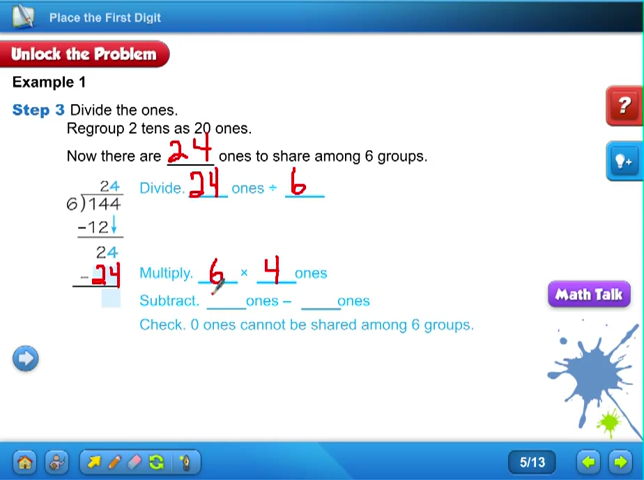 Place the First Digit
Unlock the Problem
Example 1
Step 3 Divide the ones.
Regroup 2 tens as 20 ones.
Now there are 24 ones to share among 6 groups.
24
Divide. 24 ones ÷ 6
6)144
−12↓
24
−24
Multiply. 6 × 4 ones
Subtract. ____ ones − ____ ones
Check. 0 ones cannot be shared among 6 groups.
?
Math Talk
5/13